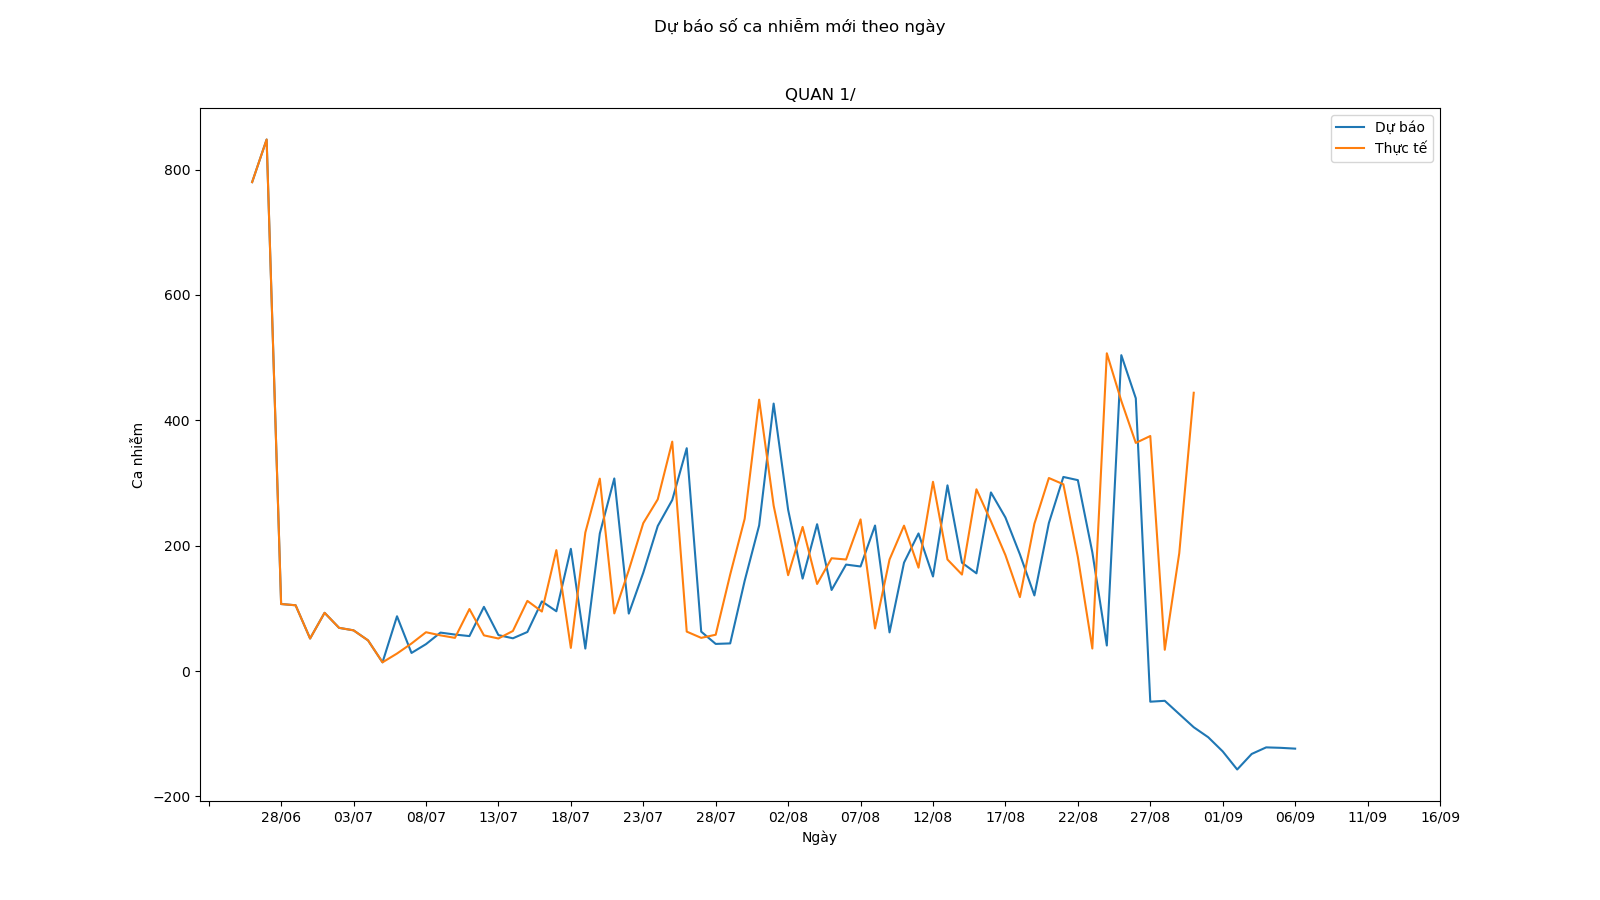 Dự báo số ca nhiễm mới theo ngày
QUAN 1/
Dự báo
Thực tế
800
600
400
200
0
−200
Ca nhiễm
28/06 03/07 08/07 13/07 18/07 23/07 28/07 02/08 07/08 12/08 17/08 22/08 27/08 01/09 06/09 11/09 16/09
Ngày